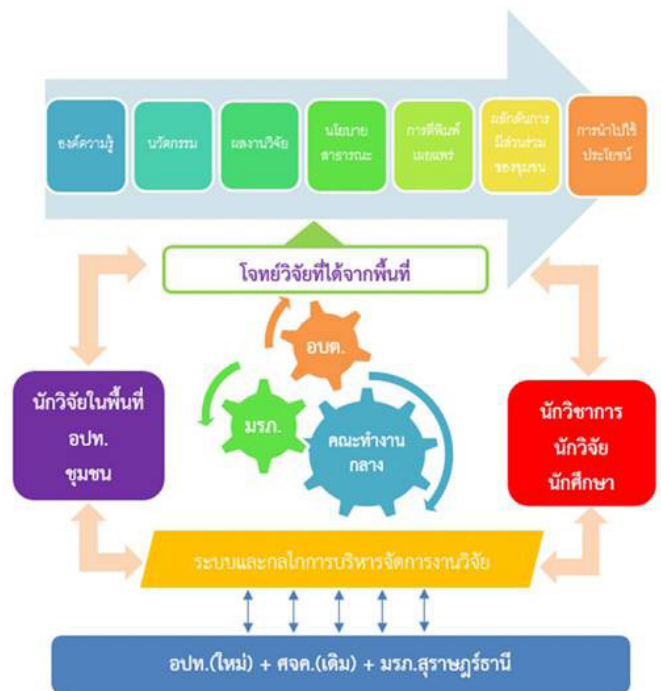 องค์ความรู้
นวัตกรรม
ผลงานวิจัย
นโยบาย
สาธารณะ
การตีพิมพ์
เผยแพร่
ผลักดันการ
มีส่วนร่วม
ของชุมชน
การนำไปใช้
ประโยชน์
โจทย์วิจัยที่ได้จากพื้นที่
อบต.
มรภ.
คณะทำงาน
กลาง
นักวิจัยในพื้นที่
อปท.
ชุมชน
นักวิชาการ
นักวิจัย
นักศึกษา
ระบบและกลไกการบริหารจัดการงานวิจัย
อปท.(ใหม่) + ศจค.(เดิม) + มรภ.สุราษฎร์ธานี